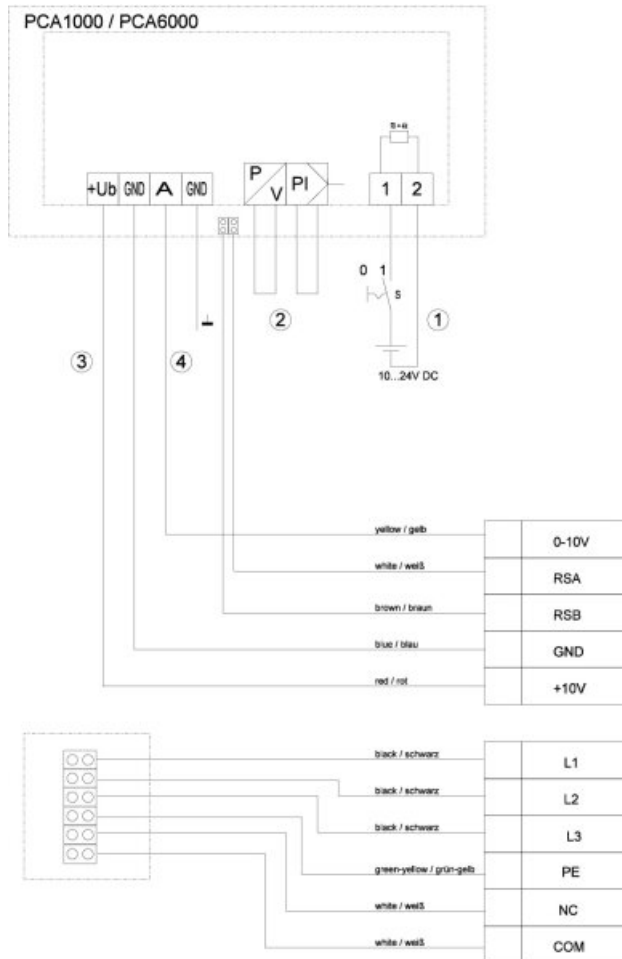 PCA1000 / PCA6000
+Ub GND A GND
P
V
PI
1 2
0 1
S
1
2
3
4
10...24V DC
yellow / gelb
0-10V
white / weiß
RSA
brown / braun
RSB
blue / blau
GND
red / rot
+10V
black / schwarz
L1
black / schwarz
L2
black / schwarz
L3
green-yellow / grün-gelb
PE
white / weiß
NC
white / weiß
COM